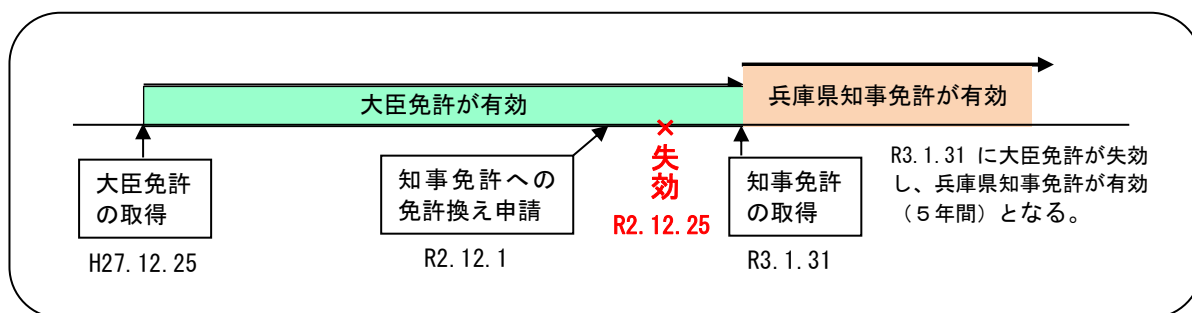 大臣免許が有効
兵庫県知事免許が有効
大臣免許
の取得
H27.12.25
知事免許への
免許換え申請
R2.12.1
×
失
効
R2.12.25
知事免許
の取得
R3.1.31
R3.1.31 に大臣免許が失効
し、兵庫県知事免許が有効
（５年間）となる。